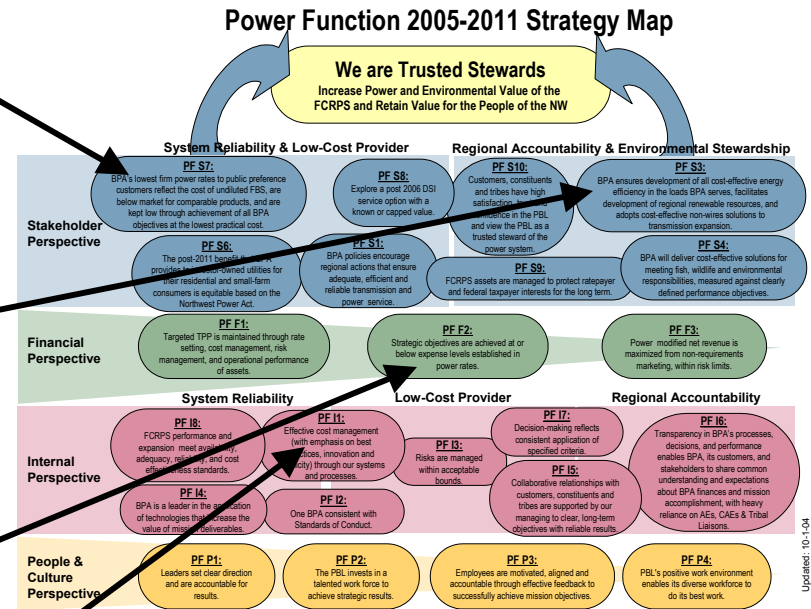 Power Function 2005-2011 Strategy Map
We are Trusted Stewards
Increase Power and Environmental Value of the
FCRPS and Retain Value for the People of the NW
System Reliability & Low-Cost Provider
Regional Accountability & Environmental Stewardship
Stakeholder
Perspective
PF S7:
BPA's lowest firm power rates to public preference
customers reflect the cost of undiluted FBS, are
below market for comparable products, and are
kept low through achievement of all BPA
objectives at the lowest practical cost.
PF S8:
Explore a post 2006 DSI
service option with a
known or capped value.
PF S10:
Customers, constituents
and tribes have high
satisfaction,
in the PBL
and view the PBL as a
trusted steward of the
power system.
PF S3:
BPA ensures development of all cost-effective energy
efficiency in the loads BPA serves, facilitates
development of regional renewable resources, and
adopts cost-effective non-wires solutions to
transmission expansion.
PF S6:
The post-2011 benefit
provides to investor-owned utilities for
their residential and small-farm
consumers is equitable based on the
Northwest Power Act.
PF S1:
BPA policies encourage
regional actions that ensure
adequate, efficient and
reliable transmission and
power service.
PF S9:
FCRPS assets are managed to protect ratepayer
and federal taxpayer interests for the long term.
PF S4:
BPA will deliver cost-effective solutions for
meeting fish, wildlife and environmental
responsibilities, measured against clearly
defined performance objectives.
Financial
Perspective
PF F1:
Targeted TPP is maintained through rate
setting, cost management, risk
management, and operational performance
of assets.
PF F2:
Strategic objectives are achieved at or
below expense levels established in
power rates.
PF F3:
Power modified net revenue is
maximized from non-requirements
marketing, within risk limits.
System Reliability
Low-Cost Provider
Regional Accountability
Internal
Perspective
PF I8:
FCRPS performance and
expansion meet availability,
adequacy, reliability, and cost
effectiveness standards.
PF I1:
Effective cost management
(with emphasis on best
practices, innovation and
simplicity) through our systems
and processes.
PF I3:
Risks are managed
within acceptable
bounds.
PF I7:
Decision-making reflects
consistent application of
specified criteria.
PF I6:
Transparency in BPA's processes,
decisions, and performance
enables BPA, its customers, and
stakeholders to share common
understanding and expectations
about BPA finances and mission
accomplishment, with heavy
reliance on AEs, CAEs & Tribal
Liaisons.
PF I4:
BPA is a leader in the application
of technologies that increase the
value of mission deliverables.
PF I2:
One BPA consistent with
Standards of Conduct.
PF I5:
Collaborative relationships with
customers, constituents and
tribes are supported by our
managing to clear, long-term
objectives with reliable results.
People &
Culture
Perspective
PF P1:
Leaders set clear direction
and are accountable for
results.
PF P2:
The PBL invests in a
talented work force to
achieve strategic results.
PF P3:
Employees are motivated, aligned and
accountable through effective feedback to
successfully achieve mission objectives.
PF P4:
PBL's positive work environment
enables its diverse workforce to
do its best work.
Updated: 10-1-04